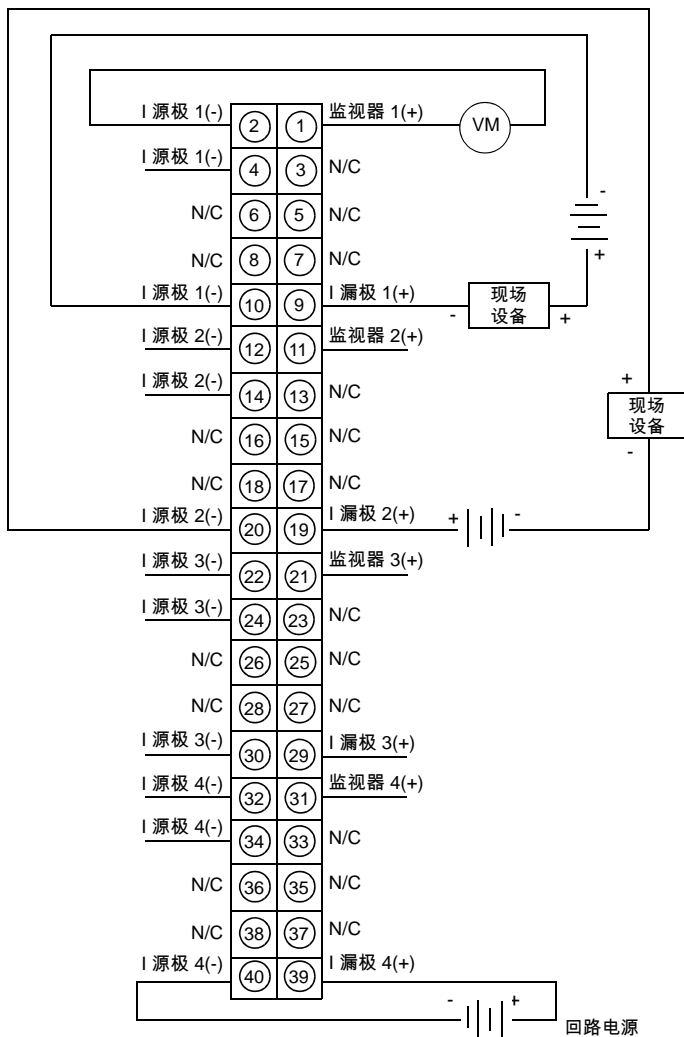 I 源极 1(-) 2 1 监视器 1(+) VM
I 源极 1(-) 4 3 N/C
N/C 6 5 N/C -
N/C 8 7 N/C +
I 源极 1(-) 10 9 I 漏极 1(+) - 现场 +
设备
I 源极 2(-) 12 11 监视器 2(+)
I 源极 2(-) 14 13 N/C +
N/C 16 15 N/C 现场
设备
N/C 18 17 N/C -
I 源极 2(-) 20 19 I 漏极 2(+) + -
I 源极 3(-) 22 21 监视器 3(+)
I 源极 3(-) 24 23 N/C
N/C 26 25 N/C
N/C 28 27 N/C
I 源极 3(-) 30 29 I 漏极 3(+)
I 源极 4(-) 32 31 监视器 4(+)
I 源极 4(-) 34 33 N/C
N/C 36 35 N/C
N/C 38 37 N/C
I 源极 4(-) 40 39 I 漏极 4(+)
- +
回路电源